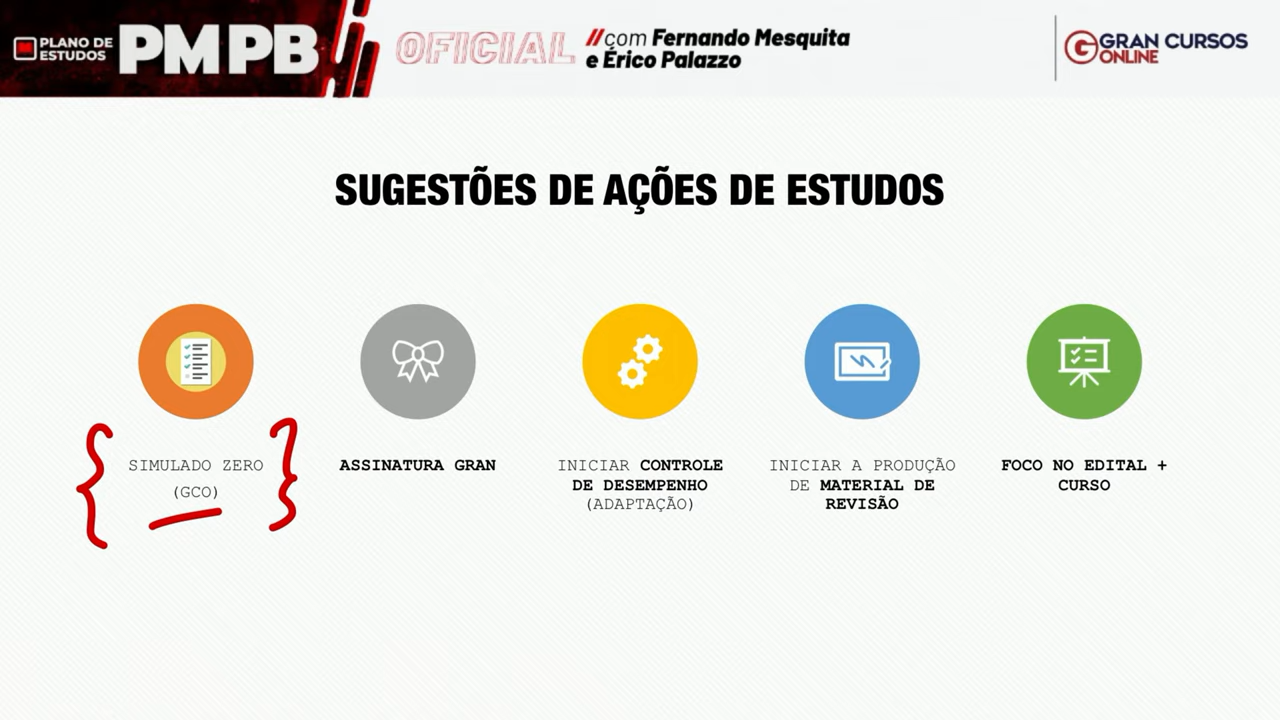 PLANO DE
ESTUDOS
PMPB
OFICIAL
//com Fernando Mesquita
e Érico Palazzo
GRAN CURSOS
ONLINE
SUGESTÕES DE AÇÕES DE ESTUDOS
SIMULADO ZERO
(GCO)
ASSINATURA GRAN
INICIAR CONTROLE
DE DESEMPENHO
(ADAPTAÇÃO)
INICIAR A PRODUÇÃO
DE MATERIAL DE
REVISÃO
FOCO NO EDITAL +
CURSO